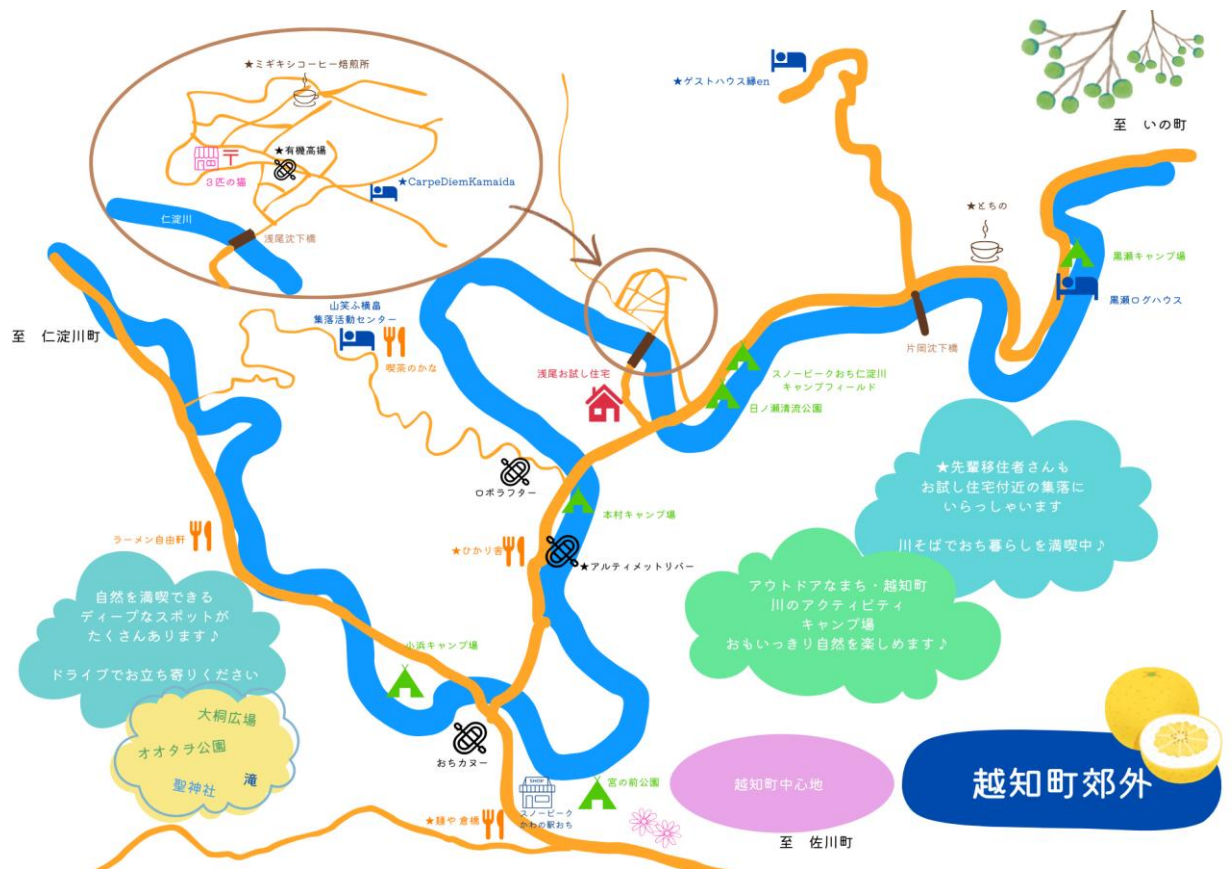 ★ミギキシコーヒー焙煎所
★有機高揚
〒
3匹の猫
★CarpeDiemKamaida
仁淀川
浅尾沈下橋
★ゲストハウス縁en
至 いの町
★とちの
黒瀬キャンプ場
黒瀬ログハウス
片岡沈下橋
至 仁淀川町
山笑ふ横畠
集落活動センター
喫茶のかな
浅尾お試し住宅
スノーピークおち仁淀川
キャンプフィールド
日ノ瀬清流公園
ロボラフター
本村キャンプ場
★先輩移住者さんも
お試し住宅付近の集落に
いらっしゃいます
川そばでおち暮らしを満喫中♪
ラーメン自由軒
★ひかり舎
★アルティメットリバー
アウトドアなまち・越知町
川のアクティビティ
キャンプ場
おもいっきり自然を楽しめます♪
自然を満喫できる
ディープなスポットが
たくさんあります♪
ドライブでお立ち寄りください
小浜キャンプ場
大桐広場
オオタヲ公園
聖神社
滝
おちカヌー
SHOP
スノーピーク
かわの駅おち
宮の前公園
★麺や倉橋
越知町中心地
越知町郊外
至 佐川町